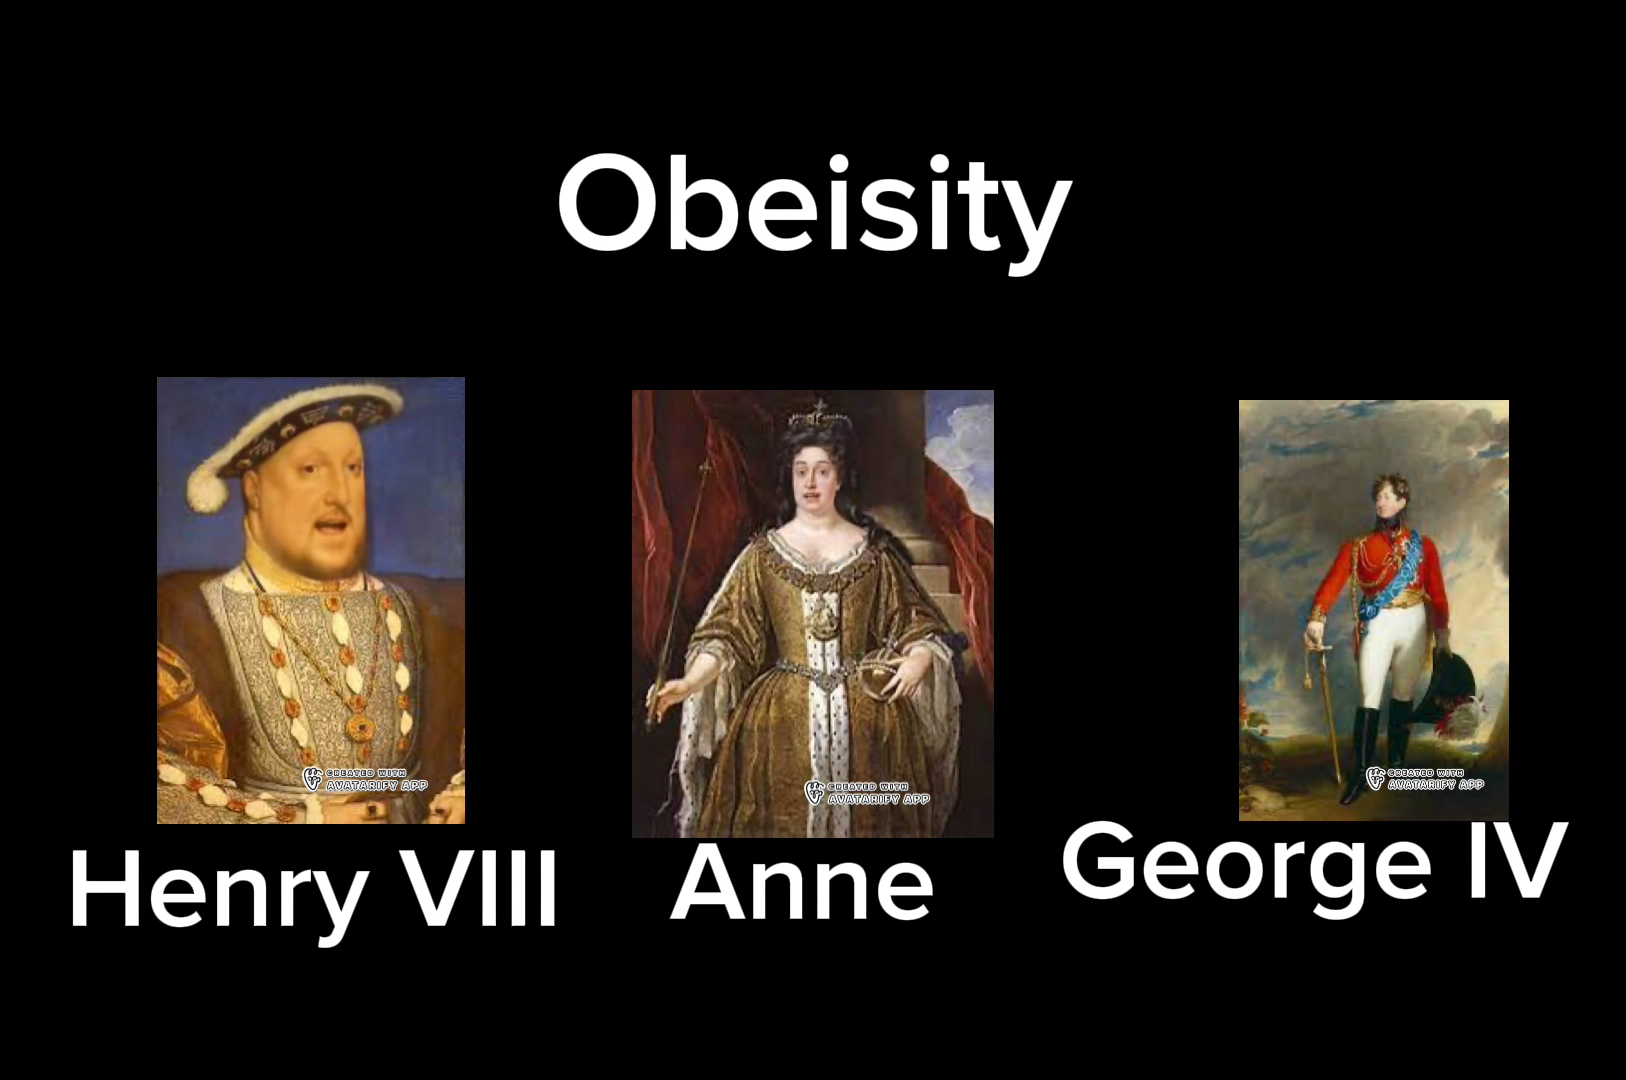 Obeisity
CREATED WITH
AVATARIFY APP
CREATED WITH
AVATARIFY APP
CREATED WITH
AVATARIFY APP
Henry VIII
Anne
George IV